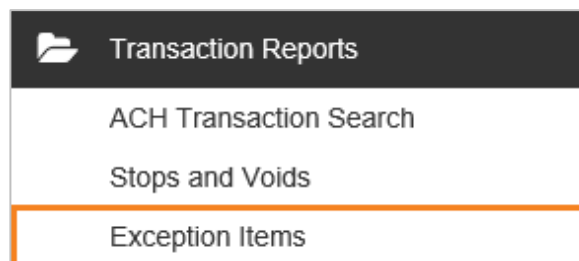 Transaction Reports
ACH Transaction Search
Stops and Voids
Exception Items